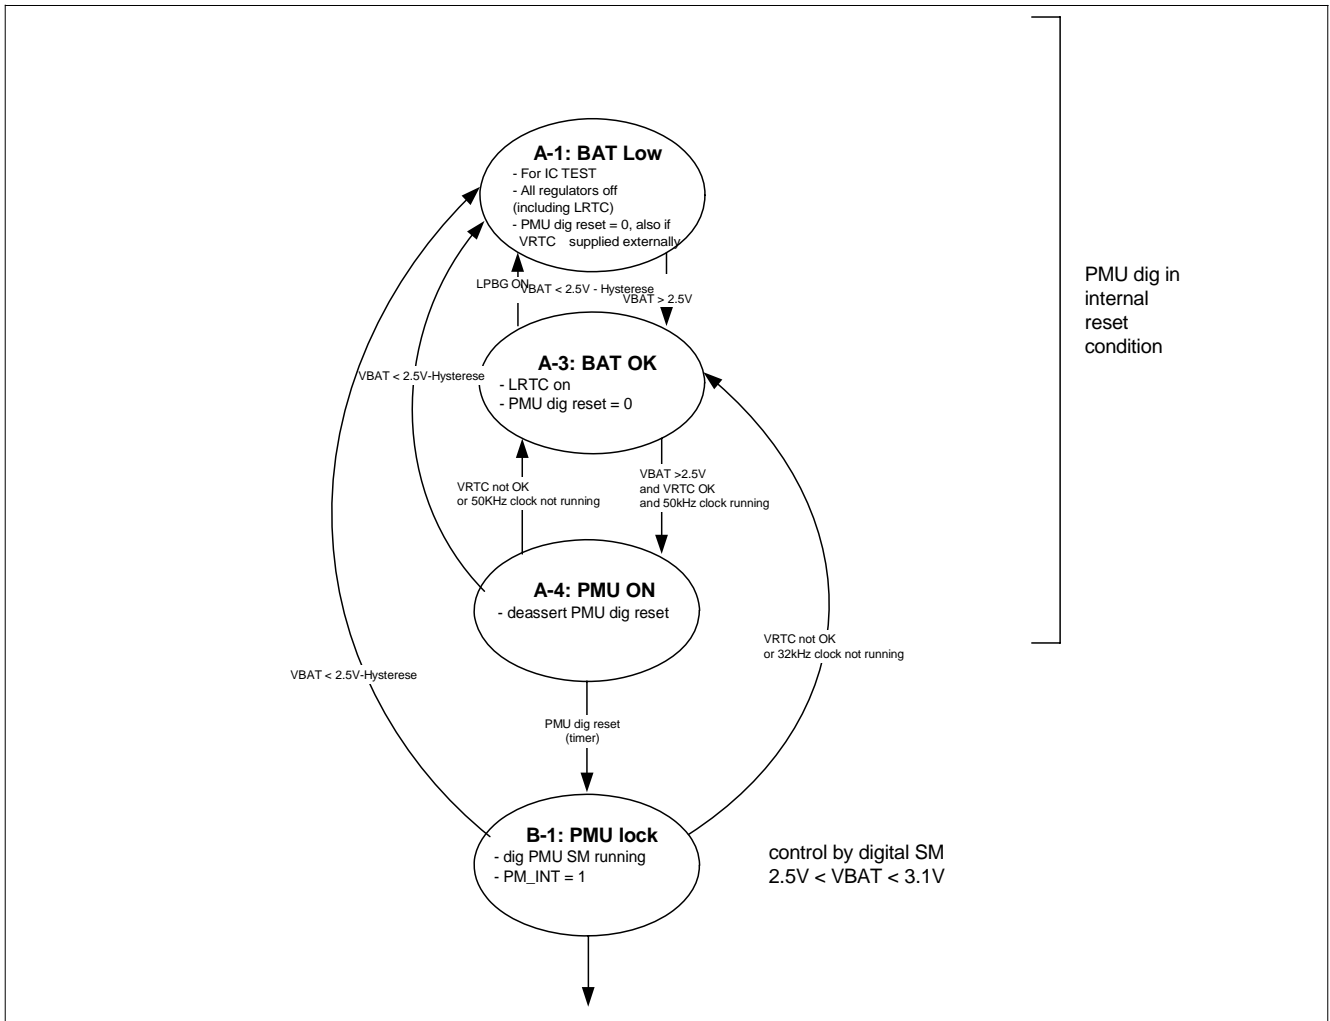 A-1: BAT Low
- For IC TEST
- All regulators off
(including LRTC)
- PMU dig reset = 0, also if
VRTC supplied externally
LPBG ON
VBAT < 2.5V - Hysterese
VBAT > 2.5V
PMU dig in
internal
reset
condition
A-3: BAT OK
- LRTC on
- PMU dig reset = 0
VBAT < 2.5V-Hysterese
VRTC not OK
or 50KHz clock not running
VBAT >2.5V
and VRTC OK
and 50kHz clock running
A-4: PMU ON
- deassert PMU dig reset
VRTC not OK
or 32kHz clock not running
VBAT < 2.5V-Hysterese
PMU dig reset
(timer)
B-1: PMU lock
- dig PMU SM running
- PM_INT = 1
control by digital SM
2.5V < VBAT < 3.1V